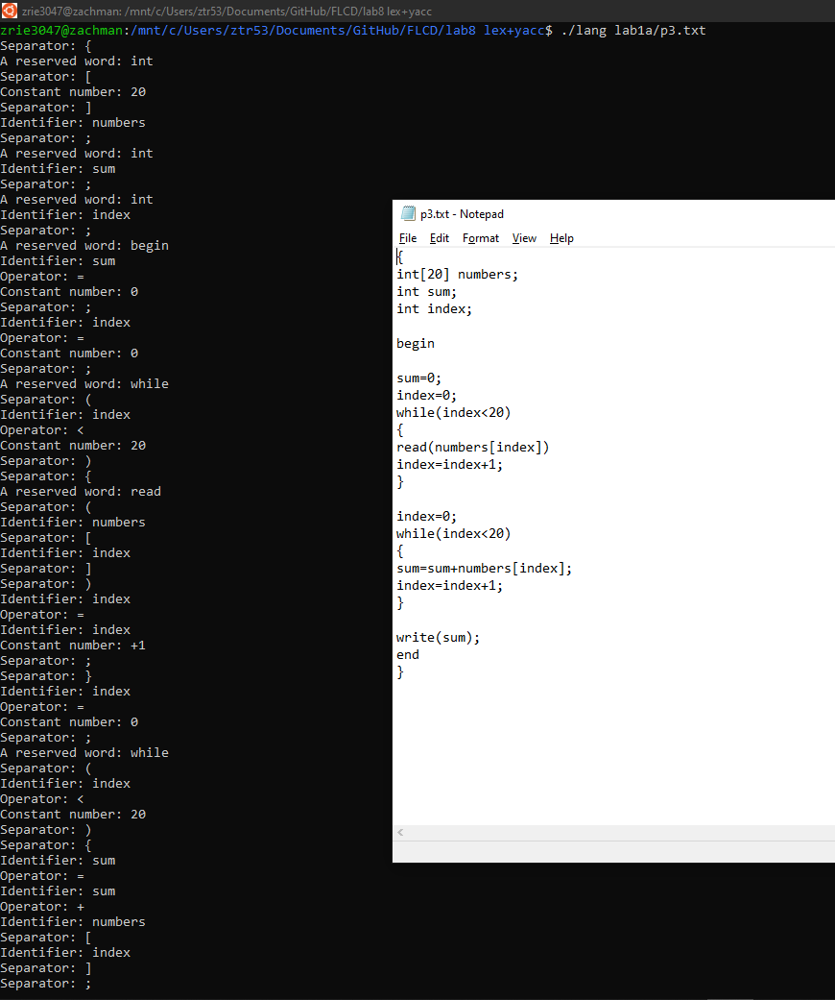 zrie3047@zachman: /mnt/c/Users/ztr53/Documents/GitHub/FLCD/lab8 lex+yacc
zrie3047@zachman:/mnt/c/Users/ztr53/Documents/GitHub/FLCD/lab8 lex+yacc$ ./lang lab1a/p3.txt
Separator: {
A reserved word: int
Separator: [
Constant number: 20
Separator: ]
Identifier: numbers
Separator: ;
A reserved word: int
Identifier: sum
Separator: ;
A reserved word: int
Identifier: index
Separator: ;
A reserved word: begin
Identifier: sum
Operator: =
Constant number: 0
Separator: ;
Identifier: index
Operator: =
Constant number: 0
Separator: ;
A reserved word: while
Separator: (
Identifier: index
Operator: <
Constant number: 20
Separator: )
Separator: {
A reserved word: read
Separator: (
Identifier: numbers
Separator: [
Identifier: index
Separator: ]
Separator: )
Identifier: index
Operator: =
Identifier: index
Constant number: +1
Separator: ;
Separator: }
Identifier: index
Operator: =
Constant number: 0
Separator: ;
A reserved word: while
Separator: (
Identifier: index
Operator: <
Constant number: 20
Separator: )
Separator: {
Identifier: sum
Operator: =
Identifier: sum
Operator: +
Identifier: numbers
Separator: [
Identifier: index
Separator: ]
Separator: ;
p3.txt - Notepad
File Edit Format View Help
{
int[20] numbers;
int sum;
int index;
begin
sum=0;
index=0;
while(index<20)
{
read(numbers[index])
index=index+1;
}
index=0;
while(index<20)
{
sum=sum+numbers[index];
index=index+1;
}
write(sum);
end
}